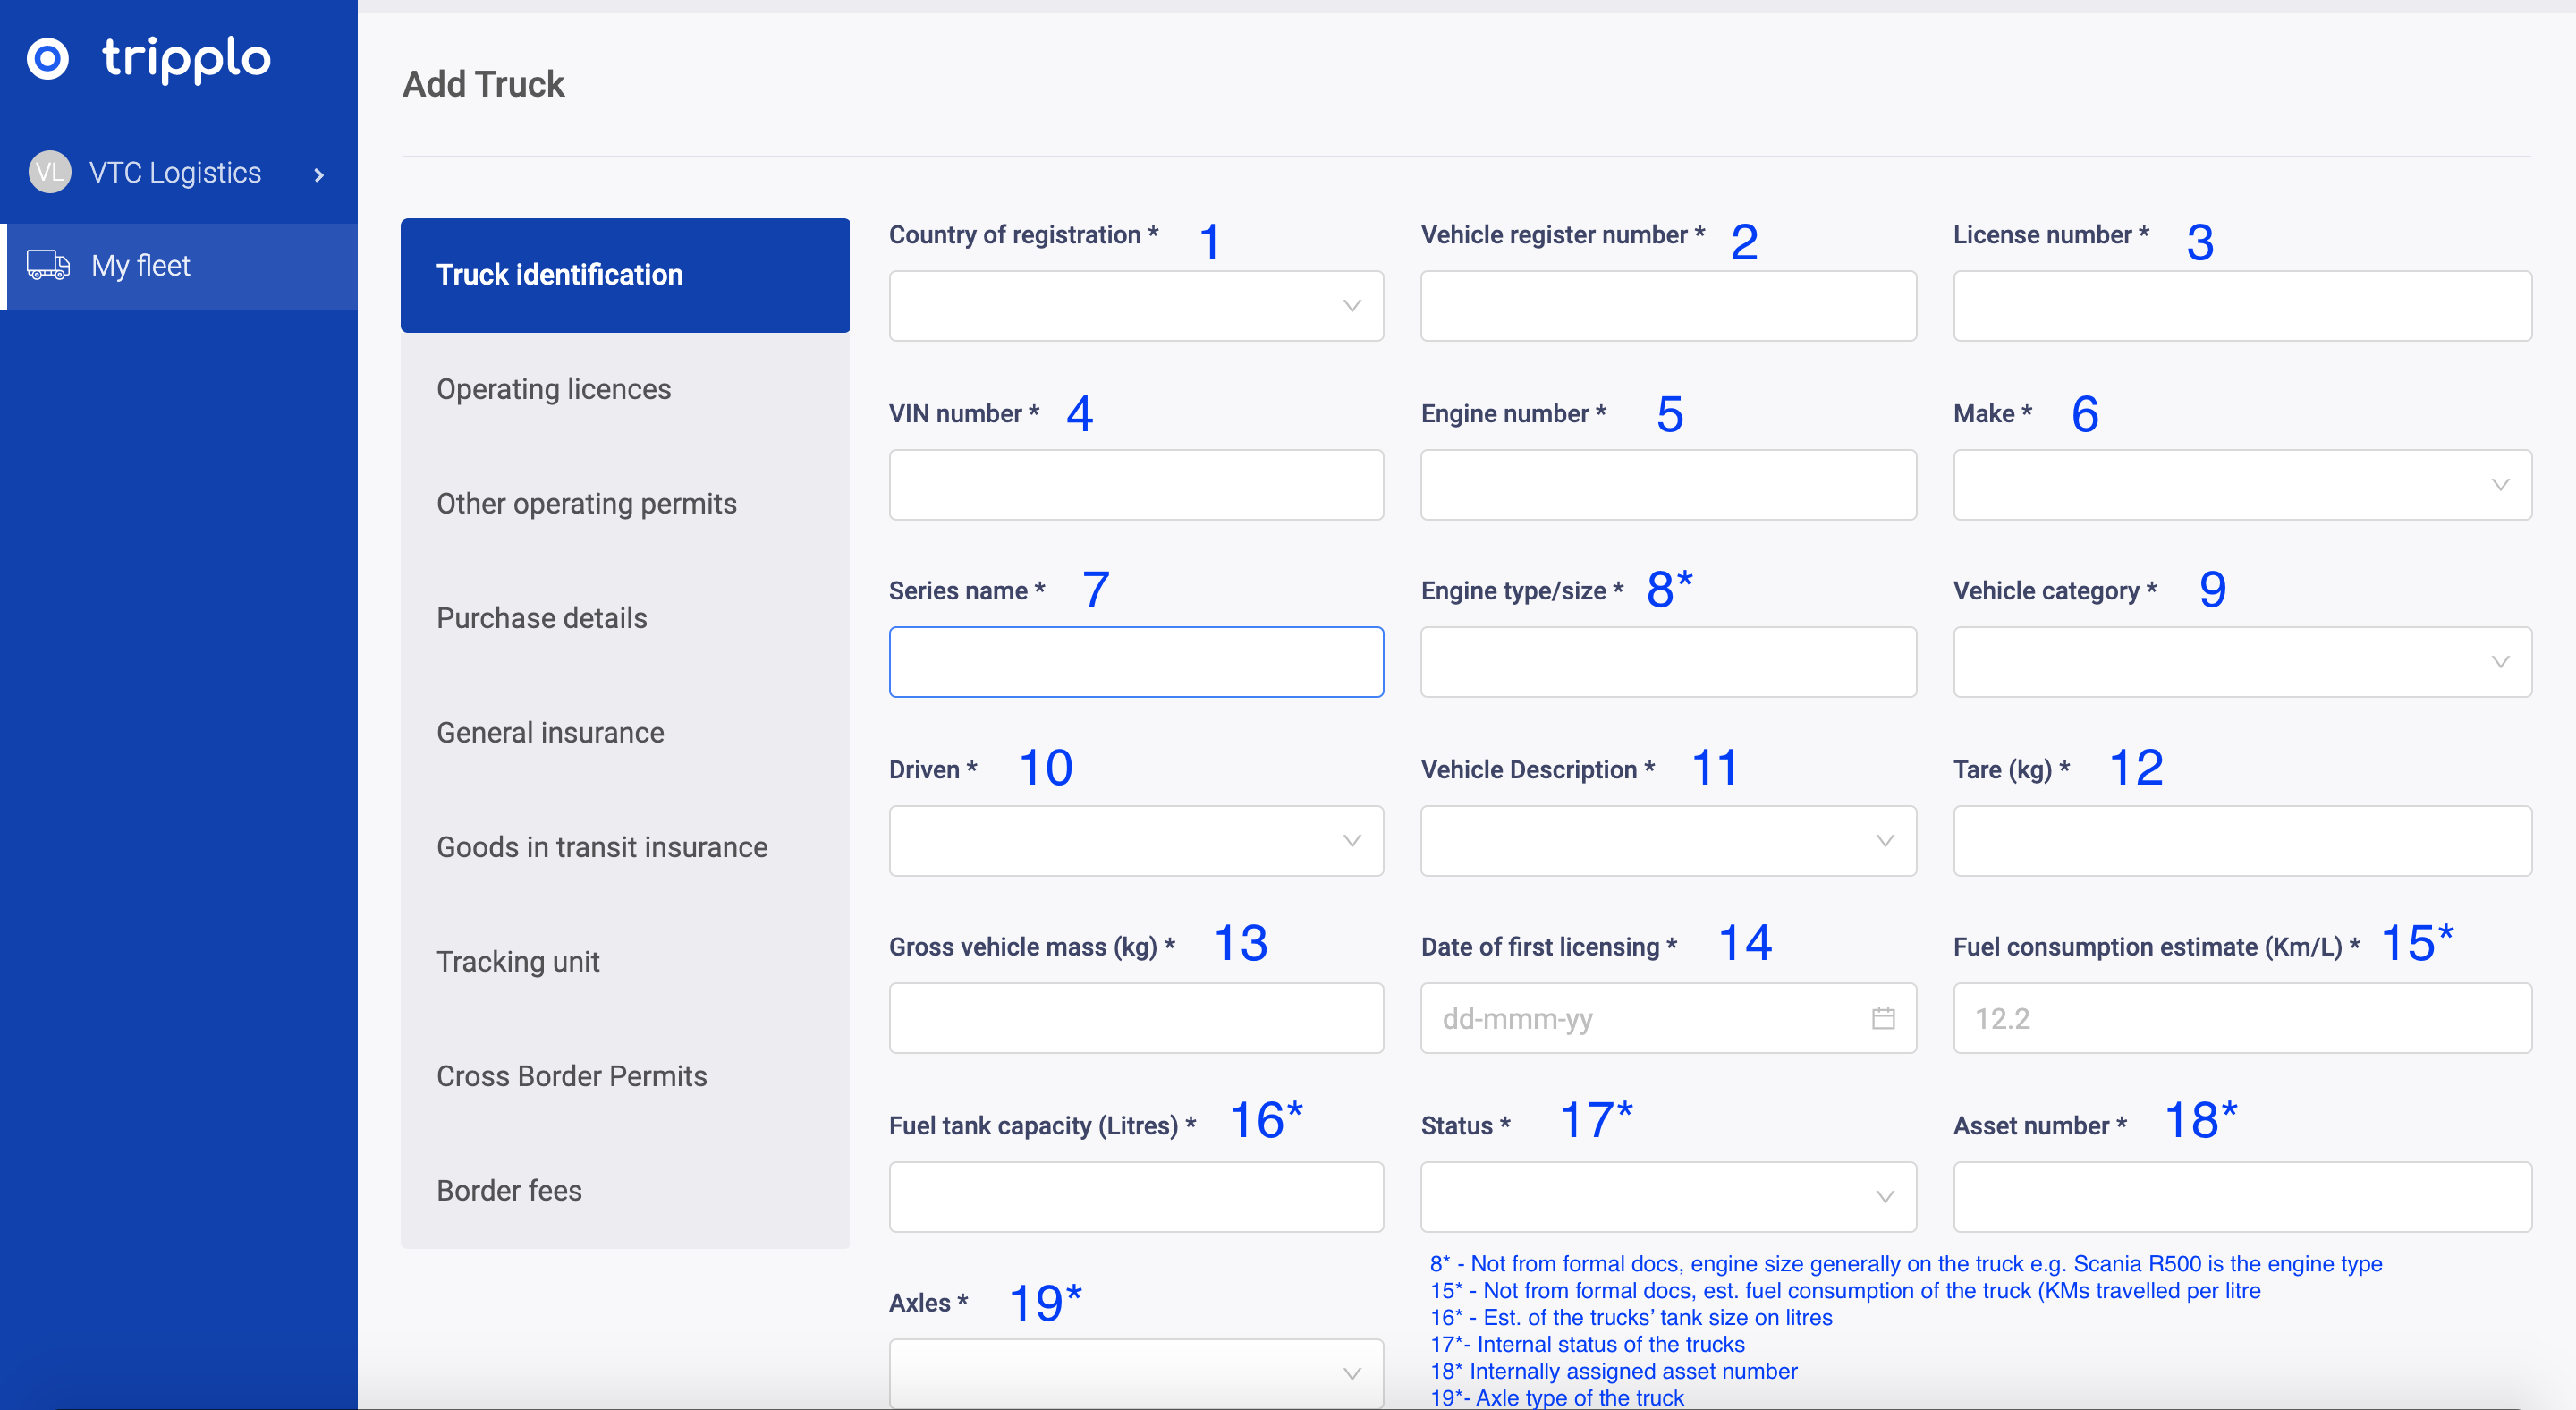 tripplo
Add Truck
VL VTC Logistics
My fleet
Truck identification
Operating licences
Other operating permits
Purchase details
General insurance
Goods in transit insurance
Tracking unit
Cross Border Permits
Border fees
Country of registration * 1
Vehicle register number * 2
License number * 3
VIN number * 4
Engine number * 5
Make * 6
Series name * 7
Engine type/size * 8*
Vehicle category * 9
Driven * 10
Vehicle Description * 11
Tare (kg) * 12
Gross vehicle mass (kg) * 13
Date of first licensing * 14
Fuel consumption estimate (Km/L) * 15*
dd-mmm-yy
12.2
Fuel tank capacity (Litres) * 16*
Status * 17*
Asset number * 18*
Axles * 19*
8* - Not from formal docs, engine size generally on the truck e.g. Scania R500 is the engine type
15* - Not from formal docs, est. fuel consumption of the truck (KMs travelled per litre
16* - Est. of the trucks’ tank size on litres
17*- Internal status of the trucks
18* Internally assigned asset number
19*- Axle type of the truck